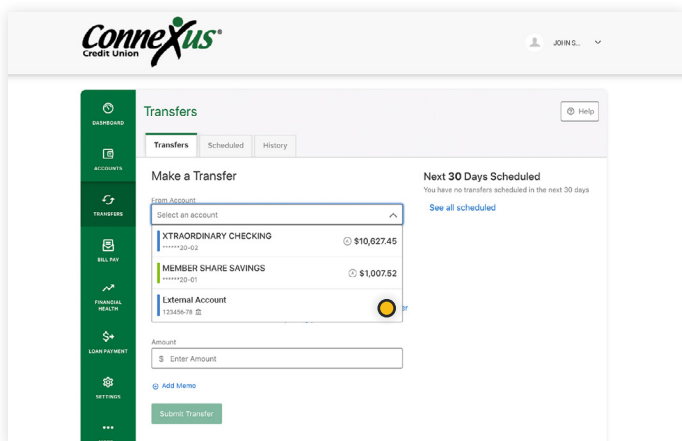 Connexus®
Credit Union
JOHN S...
Transfers
Help
DASHBOARD
Transfers
Scheduled
History
ACCOUNTS
Make a Transfer
Next 30 Days Scheduled
You have no transfers scheduled in the next 30 days
From Account
See all scheduled
TRANSFERS
Select an account
XTRAORDINARY CHECKING
******20-02
$10,627.45
BILL PAY
MEMBER SHARE SAVINGS
******20-01
$1,007.52
FINANCIAL
HEALTH
External Account
123456-78
LOAN PAYMENT
Amount
$ Enter Amount
SETTINGS
Add Memo
Submit Transfer